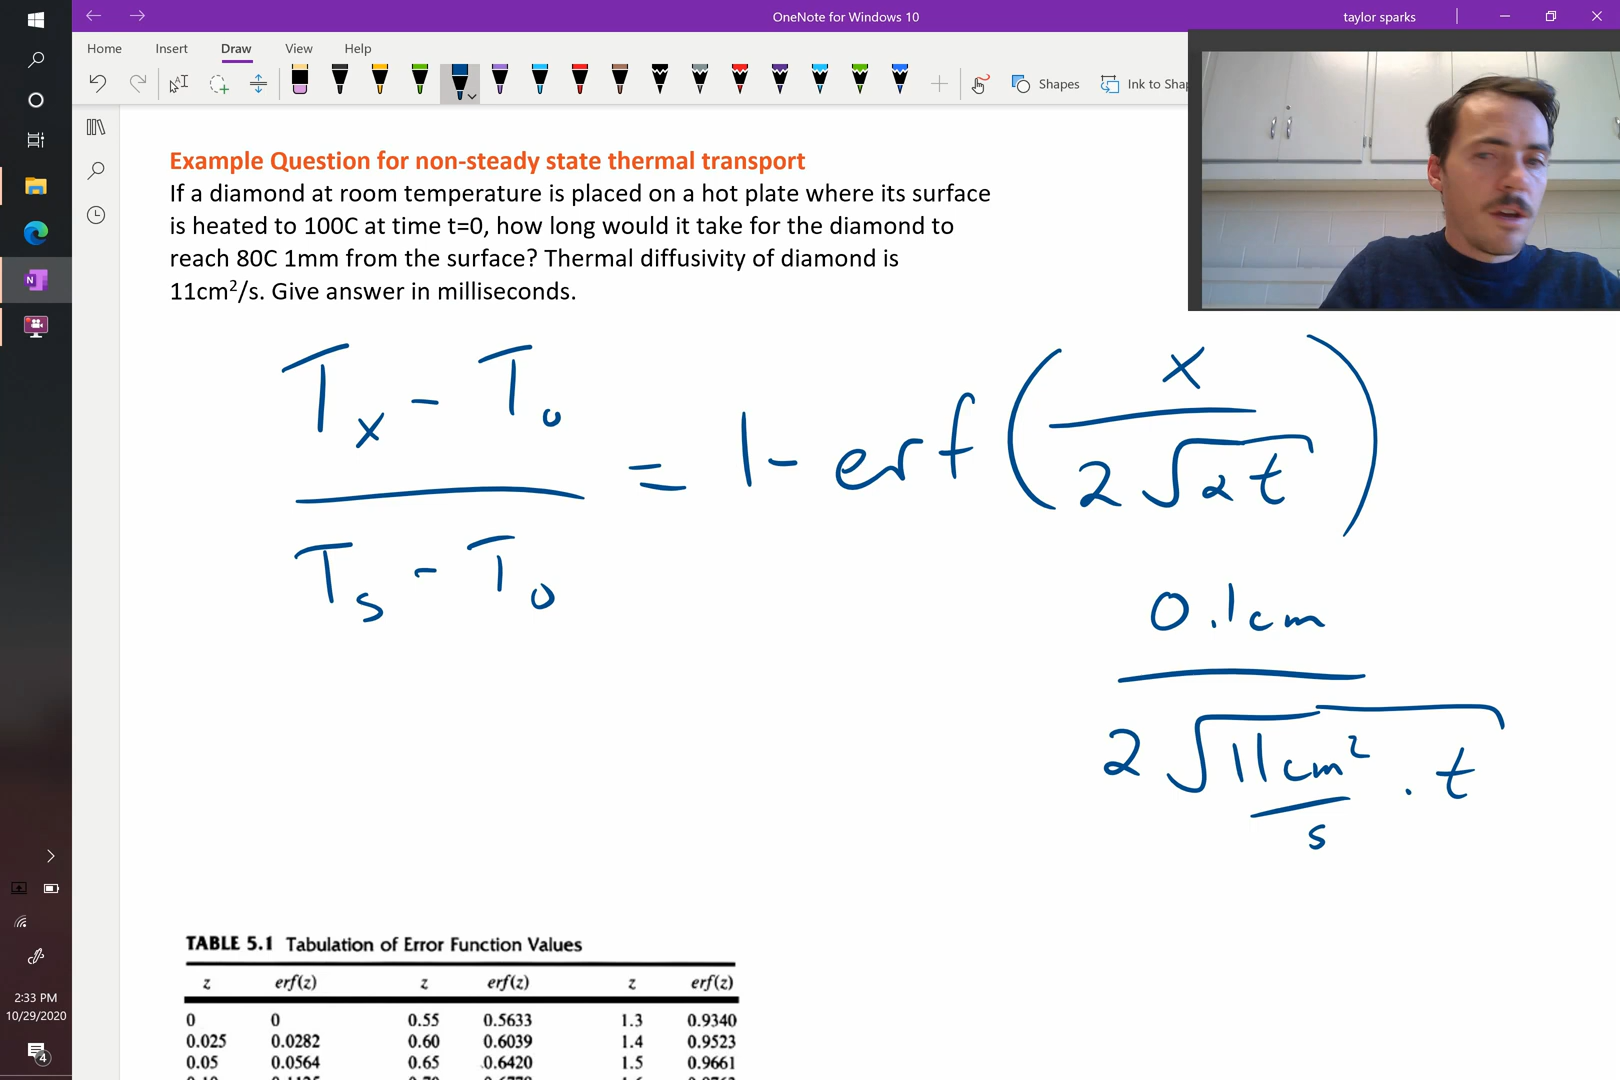 OneNote for Windows 10
taylor sparks
Home Insert Draw View Help
Shapes
Ink to Shap
Example Question for non-steady state thermal transport
If a diamond at room temperature is placed on a hot plate where its surface
is heated to 100C at time t=0, how long would it take for the diamond to
reach 80C 1mm from the surface? Thermal diffusivity of diamond is
11cm²/s. Give answer in milliseconds.
Tx - To
Ts - To
= 1 - erf ( x / 2 √αt )
0.1cm
2 √11cm² . t
s
TABLE 5.1 Tabulation of Error Function Values
z erf(z) z erf(z) z erf(z)
0 0 0.55 0.5633 1.3 0.9340
0.025 0.0282 0.60 0.6039 1.4 0.9523
0.05 0.0564 0.65 0.6420 1.5 0.9661
2:33 PM
10/29/2020
4